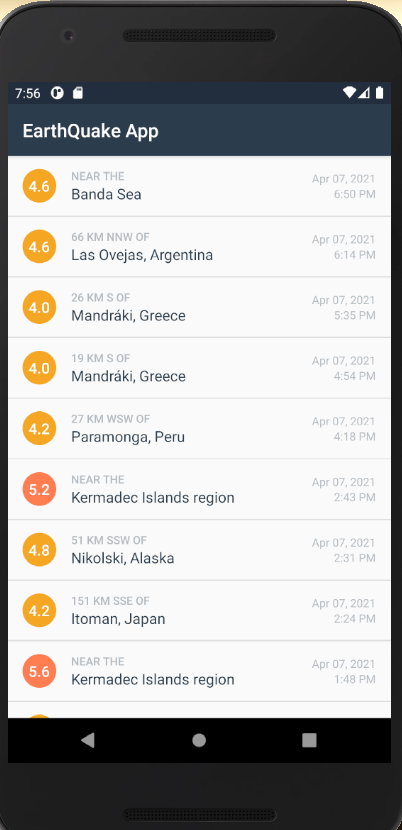 7:56
EarthQuake App
4.6
NEAR THE
Banda Sea
Apr 07, 2021
6:50 PM
4.6
66 KM NNW OF
Las Ovejas, Argentina
Apr 07, 2021
6:14 PM
4.0
26 KM S OF
Mandráki, Greece
Apr 07, 2021
5:35 PM
4.0
19 KM S OF
Mandráki, Greece
Apr 07, 2021
4:54 PM
4.2
27 KM WSW OF
Paramonga, Peru
Apr 07, 2021
4:18 PM
5.2
NEAR THE
Kermadec Islands region
Apr 07, 2021
2:43 PM
4.8
51 KM SSW OF
Nikolski, Alaska
Apr 07, 2021
2:31 PM
4.2
151 KM SSE OF
Itoman, Japan
Apr 07, 2021
2:24 PM
5.6
NEAR THE
Kermadec Islands region
Apr 07, 2021
1:48 PM